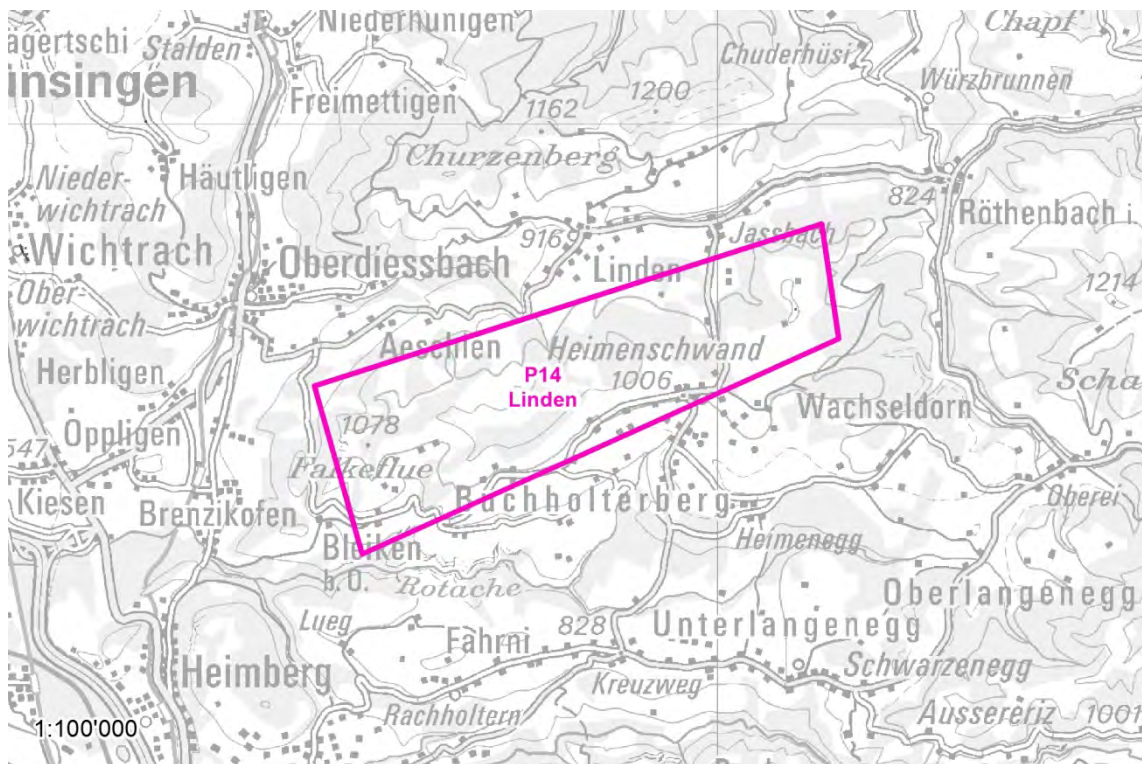 Niederhünigen
Chapf
ägertschi
Stalden
Chuderhüsi
insingen
Freimettigen
1162
1200
Würzbrunnen
Churzenberg
Häutligen
Nieder-
wichtrach
824
Röthenbach i
Wichtrach
916
Jassbach
Oberdiessbach
Linden
1214
Ober-
wichtrach
Aeschlen
Heimenschwand
Herbligen
P14
Linden
1006
Scha
Wachseldorn
1078
Oppligen
547
Falkeflue
Kiesen
Buchholterberg
Oberei
Brenzikofen
Bleiken
b.O.
Heimenegg
Rotache
Oberlangenegg
Lueg
828
Unterlangenegg
Fahrni
Schwarzenegg
Heimberg
Kreuzweg
Rachholtern
Aussereriz
1001
1:100'000